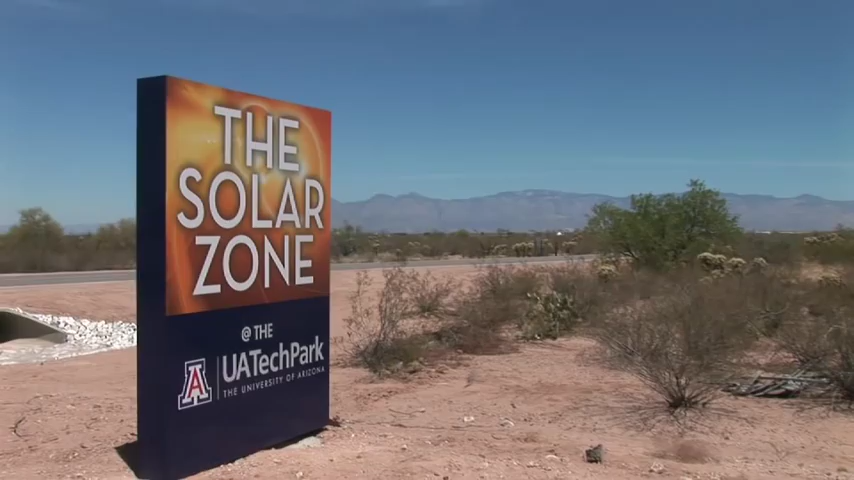 THE
SOLAR
ZONE
@ THE
A
UATechPark
THE UNIVERSITY OF ARIZONA